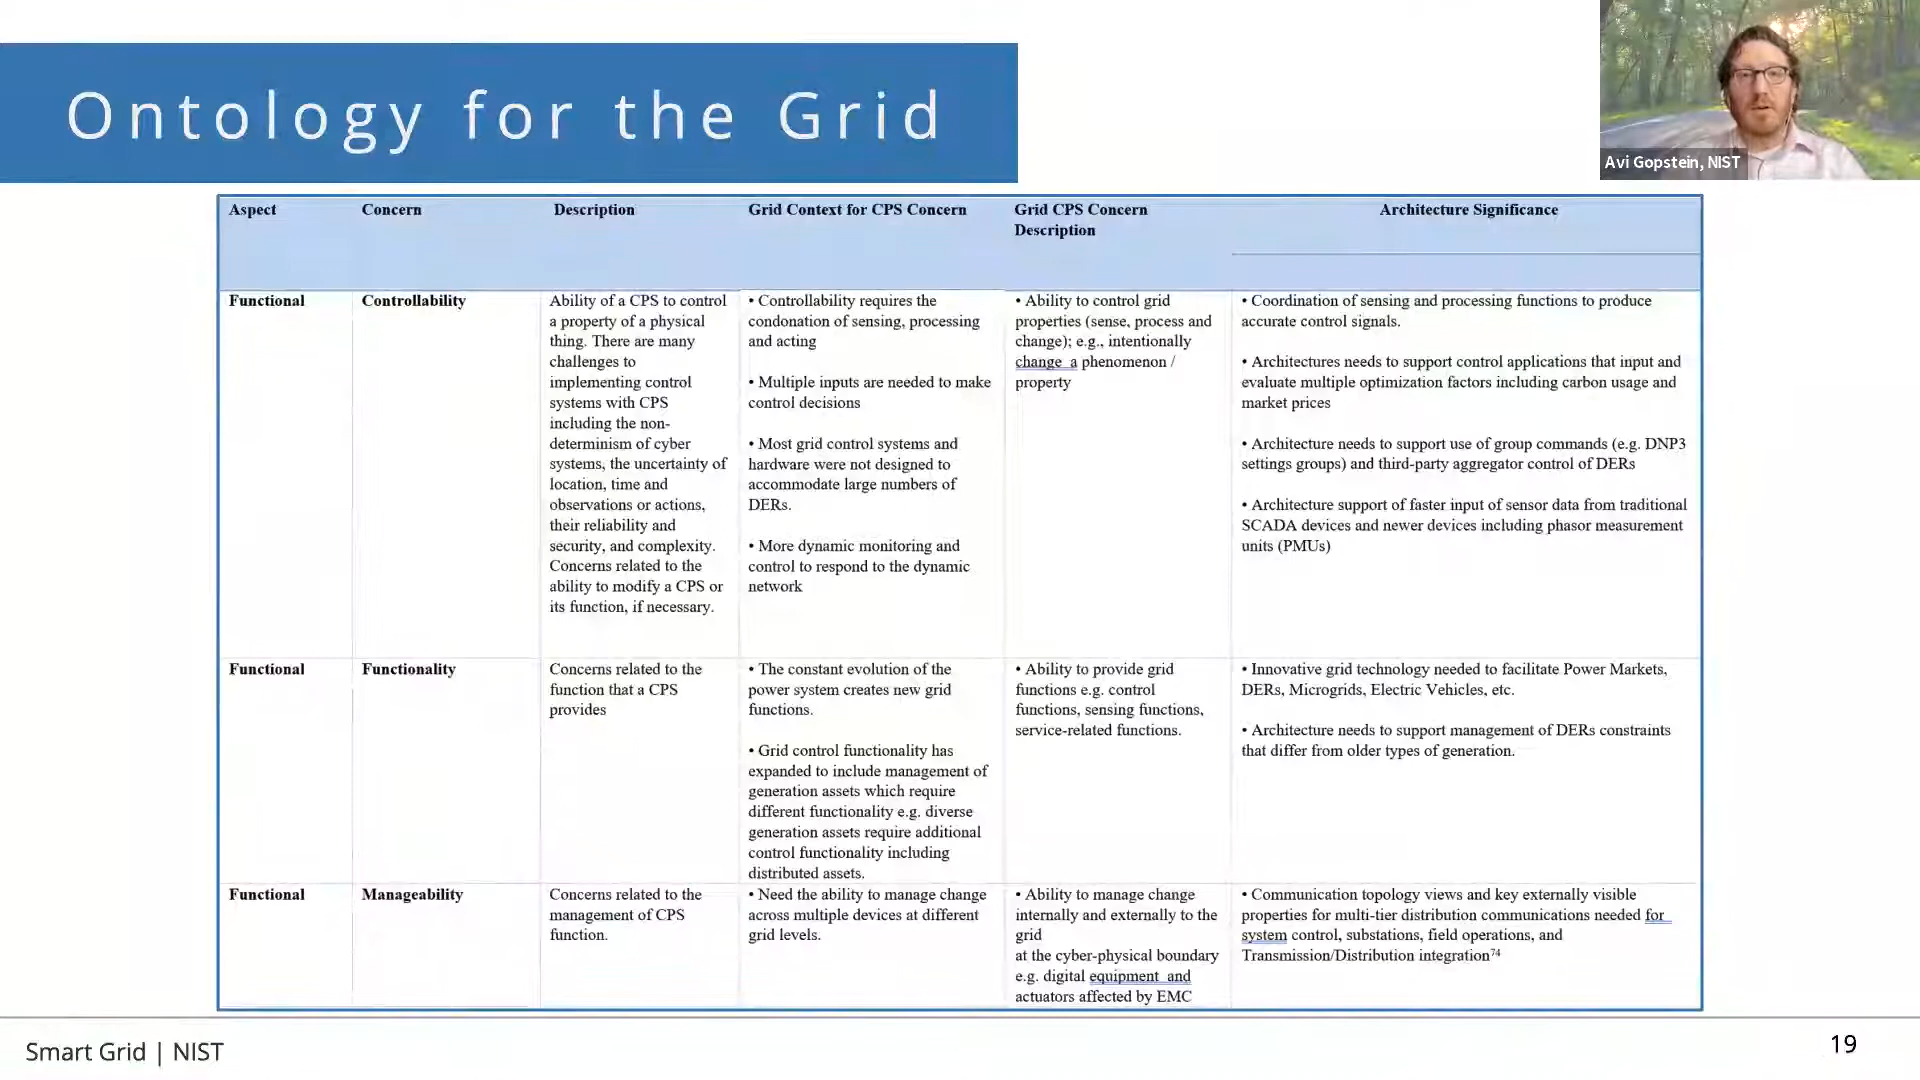 Ontology for the Grid
Avi Gopstein, NIST
Aspect
Concern
Description
Grid Context for CPS Concern
Grid CPS Concern
Description
Architecture Significance
Functional
Controllability
Ability of a CPS to control
a property of a physical
thing. There are many
challenges to
implementing control
systems with CPS
including the non-
determinism of cyber
systems, the uncertainty of
location, time and
observations or actions,
their reliability and
security, and complexity.
Concerns related to the
ability to modify a CPS or
its function, if necessary.
• Controllability requires the
condonation of sensing, processing
and acting
• Multiple inputs are needed to make
control decisions
• Most grid control systems and
hardware were not designed to
accommodate large numbers of
DERs.
• More dynamic monitoring and
control to respond to the dynamic
network
• Ability to control grid
properties (sense, process and
change); e.g., intentionally
change a phenomenon /
property
• Coordination of sensing and processing functions to produce
accurate control signals.
• Architectures needs to support control applications that input and
evaluate multiple optimization factors including carbon usage and
market prices
• Architecture needs to support use of group commands (e.g. DNP3
settings groups) and third-party aggregator control of DERs
• Architecture support of faster input of sensor data from traditional
SCADA devices and newer devices including phasor measurement
units (PMUs)
Functional
Functionality
Concerns related to the
function that a CPS
provides
• The constant evolution of the
power system creates new grid
functions.
• Grid control functionality has
expanded to include management of
generation assets which require
different functionality e.g. diverse
generation assets require additional
control functionality including
distributed assets.
• Ability to provide grid
functions e.g. control
functions, sensing functions,
service-related functions.
• Innovative grid technology needed to facilitate Power Markets,
DERs, Microgrids, Electric Vehicles, etc.
• Architecture needs to support management of DERs constraints
that differ from older types of generation.
Functional
Manageability
Concerns related to the
management of CPS
function.
• Need the ability to manage change
across multiple devices at different
grid levels.
• Ability to manage change
internally and externally to the
grid
at the cyber-physical boundary
e.g. digital equipment and
actuators affected by EMC
• Communication topology views and key externally visible
properties for multi-tier distribution communications needed for
system control, substations, field operations, and
Transmission/Distribution integration⁷⁴
Smart Grid | NIST
19